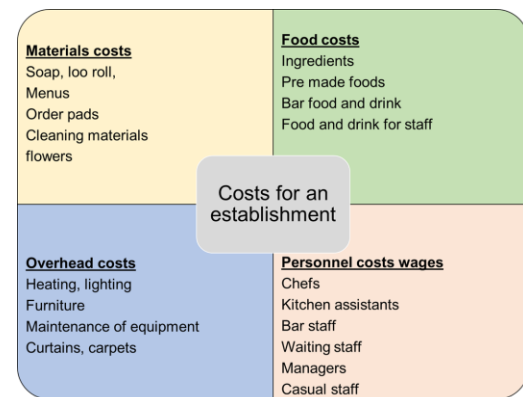 Materials costs
Soap, loo roll,
Menus
Order pads
Cleaning materials
flowers
Food costs
Ingredients
Pre made foods
Bar food and drink
Food and drink for staff
Costs for an
establishment
Overhead costs
Heating, lighting
Furniture
Maintenance of equipment
Curtains, carpets
Personnel costs wages
Chefs
Kitchen assistants
Bar staff
Waiting staff
Managers
Casual staff